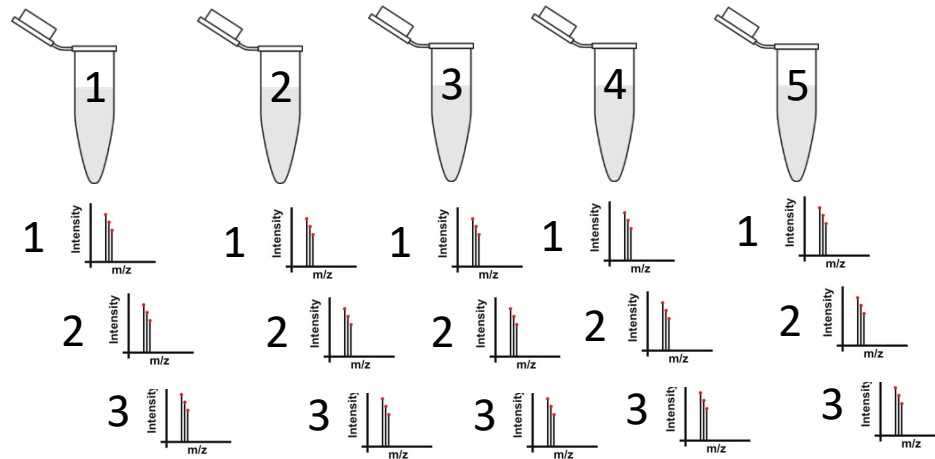 1 2 3 4 5
1 Intensity 1 Intensity 1 Intensity 1 Intensity 1 Intensity
m/z m/z m/z m/z m/z
2 Intensity 2 Intensity 2 Intensity 2 Intensity 2 Intensity
m/z m/z m/z m/z m/z
3 Intensity 3 Intensity 3 Intensity 3 Intensity 3 Intensity
m/z m/z m/z m/z m/z